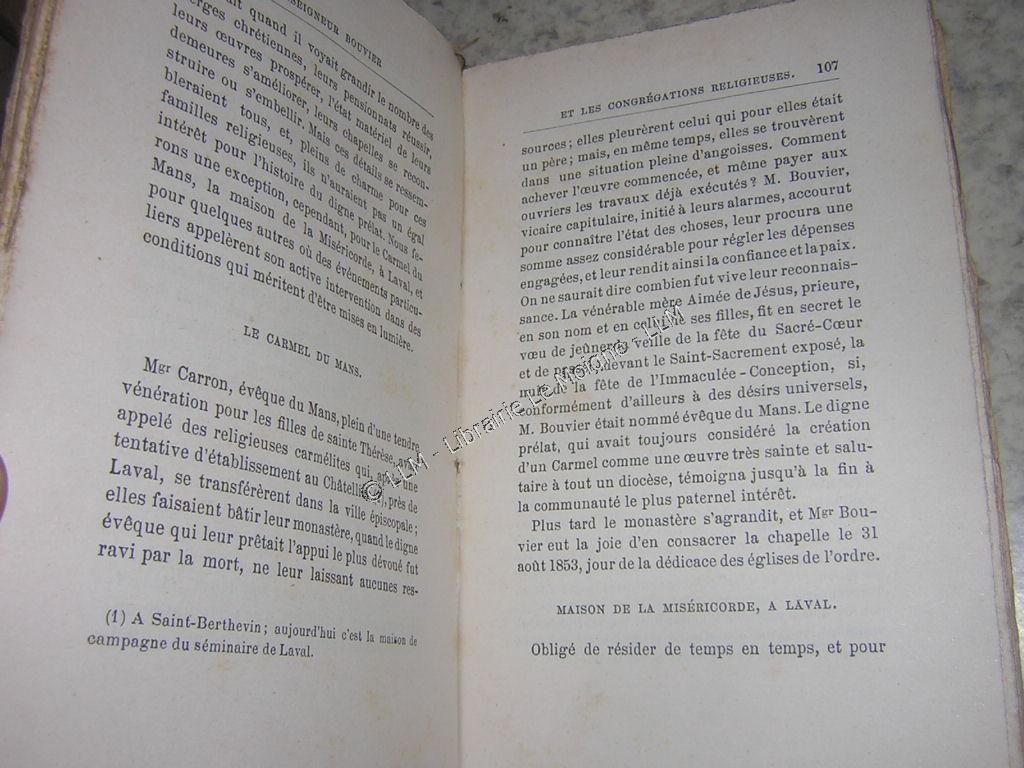 SEIGNEUR BOUVIER
quand il voyait grandir le nombre des
chrétiennes, leurs pensionnats réussir,
leurs œuvres prospérer, l'état matériel de leurs
demeures s'améliorer, leurs chapelles se recon-
struire ou s'embellir. Mais ces détails se ressem-
bleraient tous, et, pleins de charme pour ces
familles religieuses, ils n'auraient pas un égal
intérêt pour l'histoire du digne prélat. Nous fe-
rons une exception, cependant, pour le Carmel du
Mans, la maison de la Miséricorde, à Laval, et
pour quelques autres où des événements particu-
liers appelèrent son active intervention dans des
conditions qui méritent d'être mises en lumière.
LE CARMEL DU MANS.
Mgr Carron, évêque du Mans, plein d'une tendre
vénération pour les filles de sainte Thérèse,
appelé des religieuses carmélites qui, après une
tentative d'établissement au près de
Laval, se transférèrent dans la ville épiscopale;
elles faisaient bâtir leur monastère, quand le digne
évêque qui leur prêtait l'appui le plus dévoué fut
ravi par la mort, ne leur laissant aucunes res-
(1) A Saint-Berthevin; aujourd'hui c'est la maison de
campagne du séminaire de Laval.
ET LES CONGRÉGATIONS RELIGIEUSES. 107
sources; elles pleurèrent celui qui pour elles était
un père; mais, en même temps, elles se trouvèrent
dans une situation pleine d'angoisses. Comment
achever l'œuvre commencée, et même payer aux
ouvriers les travaux déjà exécutés? M. Bouvier,
vicaire capitulaire, initié à leurs alarmes, accourut
pour connaître l'état des choses, leur procura une
somme assez considérable pour régler les dépenses
engagées, et leur rendit ainsi la confiance et la paix.
On ne saurait dire combien fut vive leur reconnais-
sance. La vénérable mère Aimée de Jésus, prieure,
en son nom et en celui de ses filles, fit en secret le
vœu de jeûner la veille de la fête du Sacré-Cœur
et de passer devant le Saint-Sacrement exposé, la
nuit de la fête de l'Immaculée-Conception, si,
conformément d'ailleurs à des désirs universels,
M. Bouvier était nommé évêque du Mans. Le digne
prélat, qui avait toujours considéré la création
d'un Carmel comme une œuvre très sainte et salu-
taire à tout un diocèse, témoigna jusqu'à la fin à
la communauté le plus paternel intérêt.
Plus tard le monastère s'agrandit, et Mgr Bou-
vier eut la joie d'en consacrer la chapelle le 31
août 1853, jour de la dédicace des églises de l'ordre.
MAISON DE LA MISÉRICORDE, A LAVAL.
Obligé de résider de temps en temps, et pour
© LLM - Librairie Le Moigne - LLM